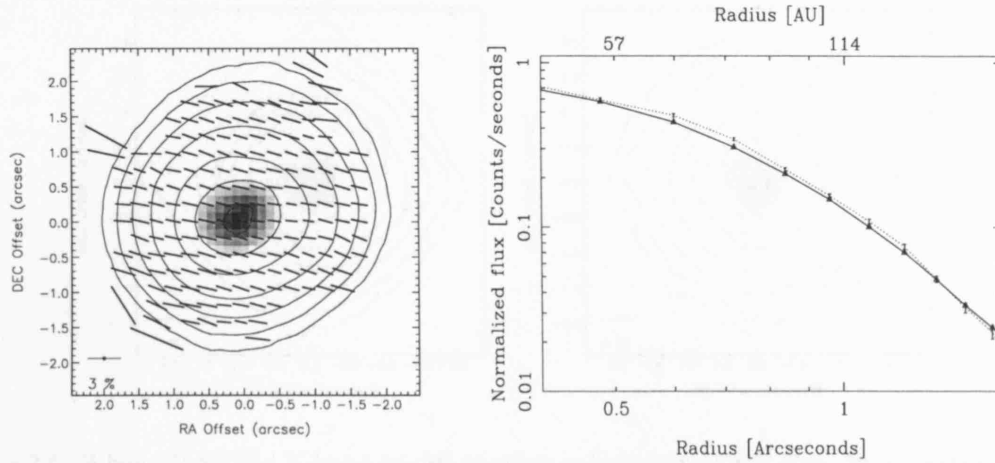 2.0
1.5
1.0
0.5
0.0
-0.5
-1.0
-1.5
-2.0
DEC Offset (arcsec)
3 %
2.0 1.5 1.0 0.5 0.0 -0.5 -1.0 -1.5 -2.0
RA Offset (arcsec)
Radius [AU]
57 114
1
0.1
0.01
Normalized flux [Counts/seconds]
0.5 1
Radius [Arcseconds]